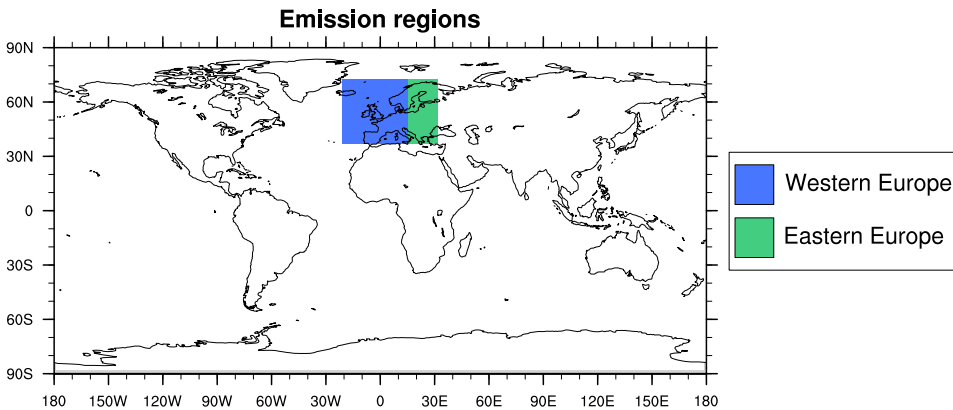 Emission regions
90N
60N
30N
0
30S
60S
90S
180 150W 120W 90W 60W 30W 0 30E 60E 90E 120E 150E 180
Western Europe
Eastern Europe